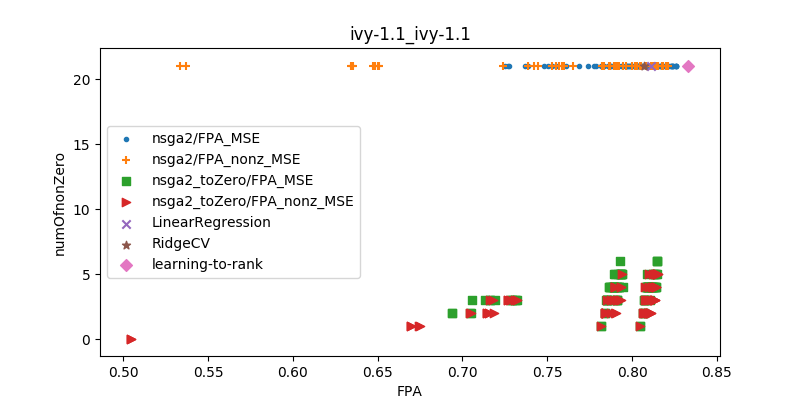 ivy-1.1_ivy-1.1
numOfnonZero
20
15
10
5
0
nsga2/FPA_MSE
nsga2/FPA_nonz_MSE
nsga2_toZero/FPA_MSE
nsga2_toZero/FPA_nonz_MSE
LinearRegression
RidgeCV
learning-to-rank
0.50 0.55 0.60 0.65 0.70 0.75 0.80 0.85
FPA